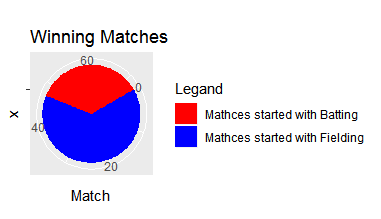 Winning Matches
60
0
40
20
x
Match
Legand
Mathces started with Batting
Mathces started with Fielding